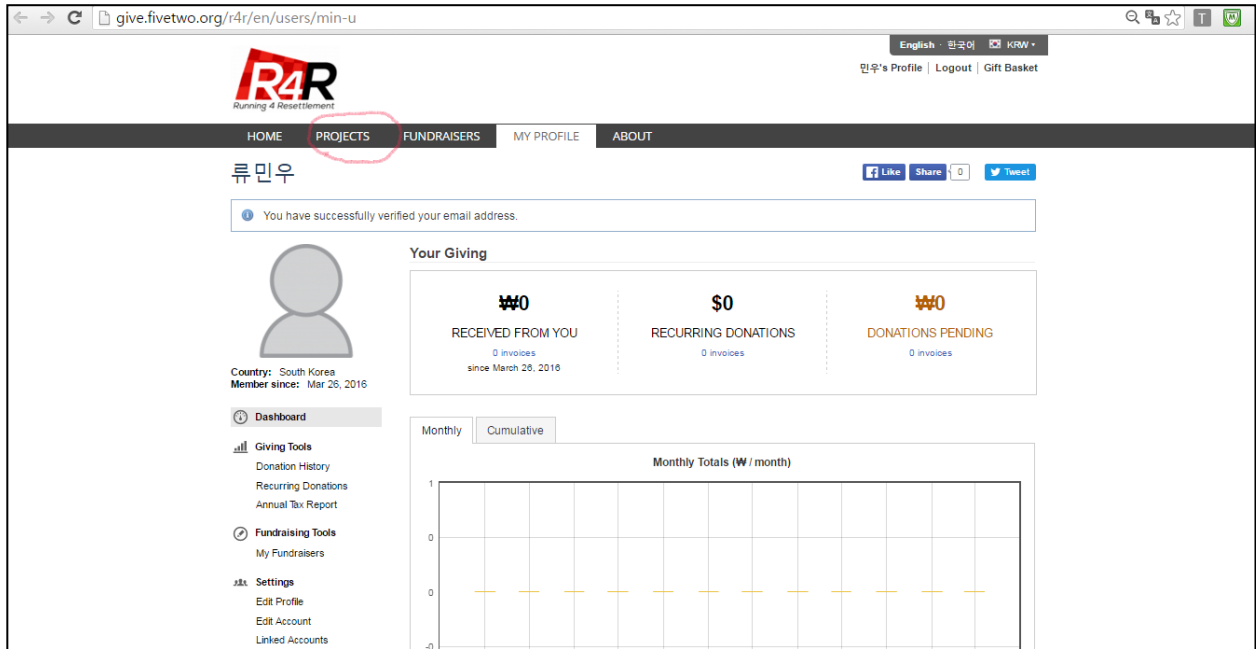 give.fivetwo.org/r4r/en/users/min-u
T
English · 한국어 KRW
민우's Profile | Logout | Gift Basket
R4R
Running 4 Resettlement
HOME PROJECTS FUNDRAISERS MY PROFILE ABOUT
류민우
Like Share 0 Tweet
You have successfully verified your email address.
Your Giving
₩0 $0 ₩0
RECEIVED FROM YOU RECURRING DONATIONS DONATIONS PENDING
0 invoices 0 invoices 0 invoices
since March 26, 2016
Country: South Korea
Member since: Mar 26, 2016
Dashboard
Monthly Cumulative
Giving Tools
Donation History
Recurring Donations
Annual Tax Report
Fundraising Tools
My Fundraisers
Settings
Edit Profile
Edit Account
Linked Accounts
Monthly Totals (₩ / month)
1
0
0
-0